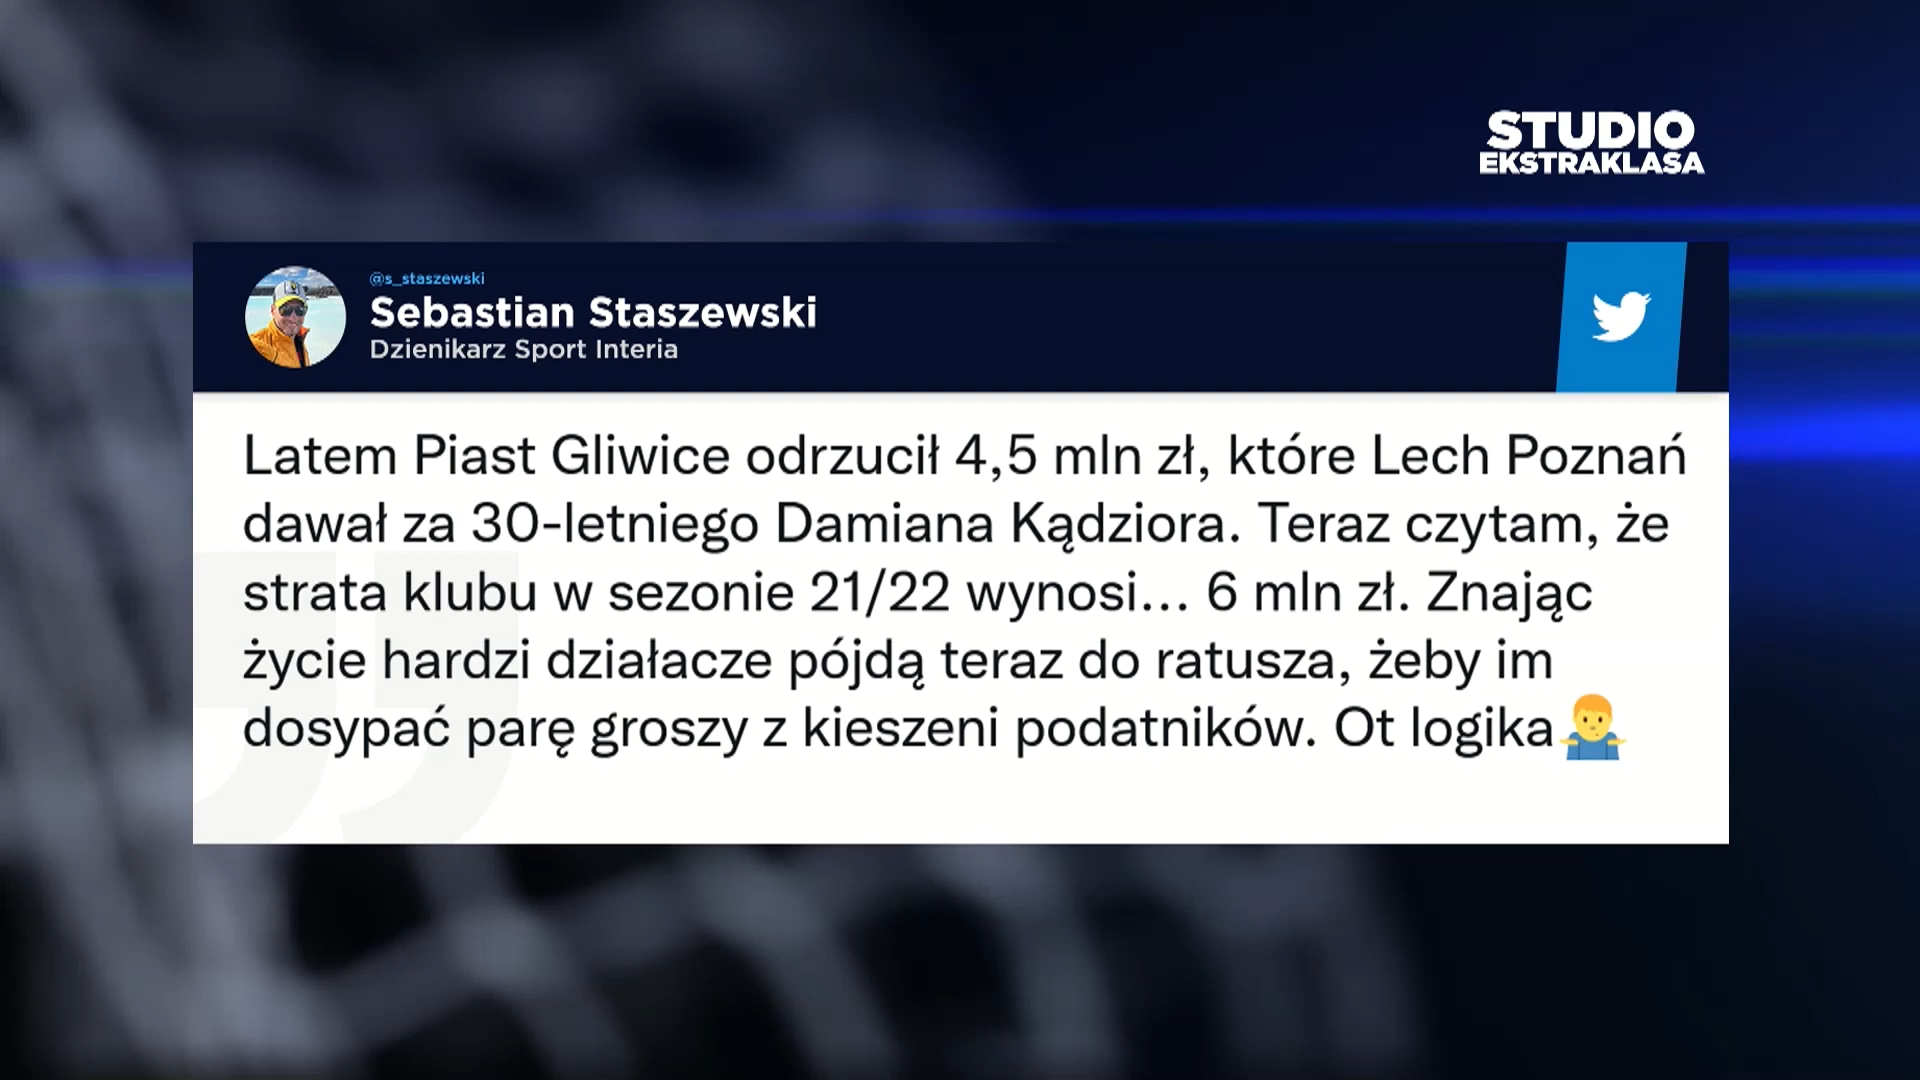 STUDIO
EKSTRAKLASA
@s_staszewski
Sebastian Staszewski
Dzienikarz Sport Interia
Latem Piast Gliwice odrzucił 4,5 mln zł, które Lech Poznań
dawał za 30-letniego Damiana Kądziora. Teraz czytam, że
strata klubu w sezonie 21/22 wynosi... 6 mln zł. Znając
życie hardzi działacze pójdą teraz do ratusza, żeby im
dosypać parę groszy z kieszeni podatników. Ot logika🤷‍♂️